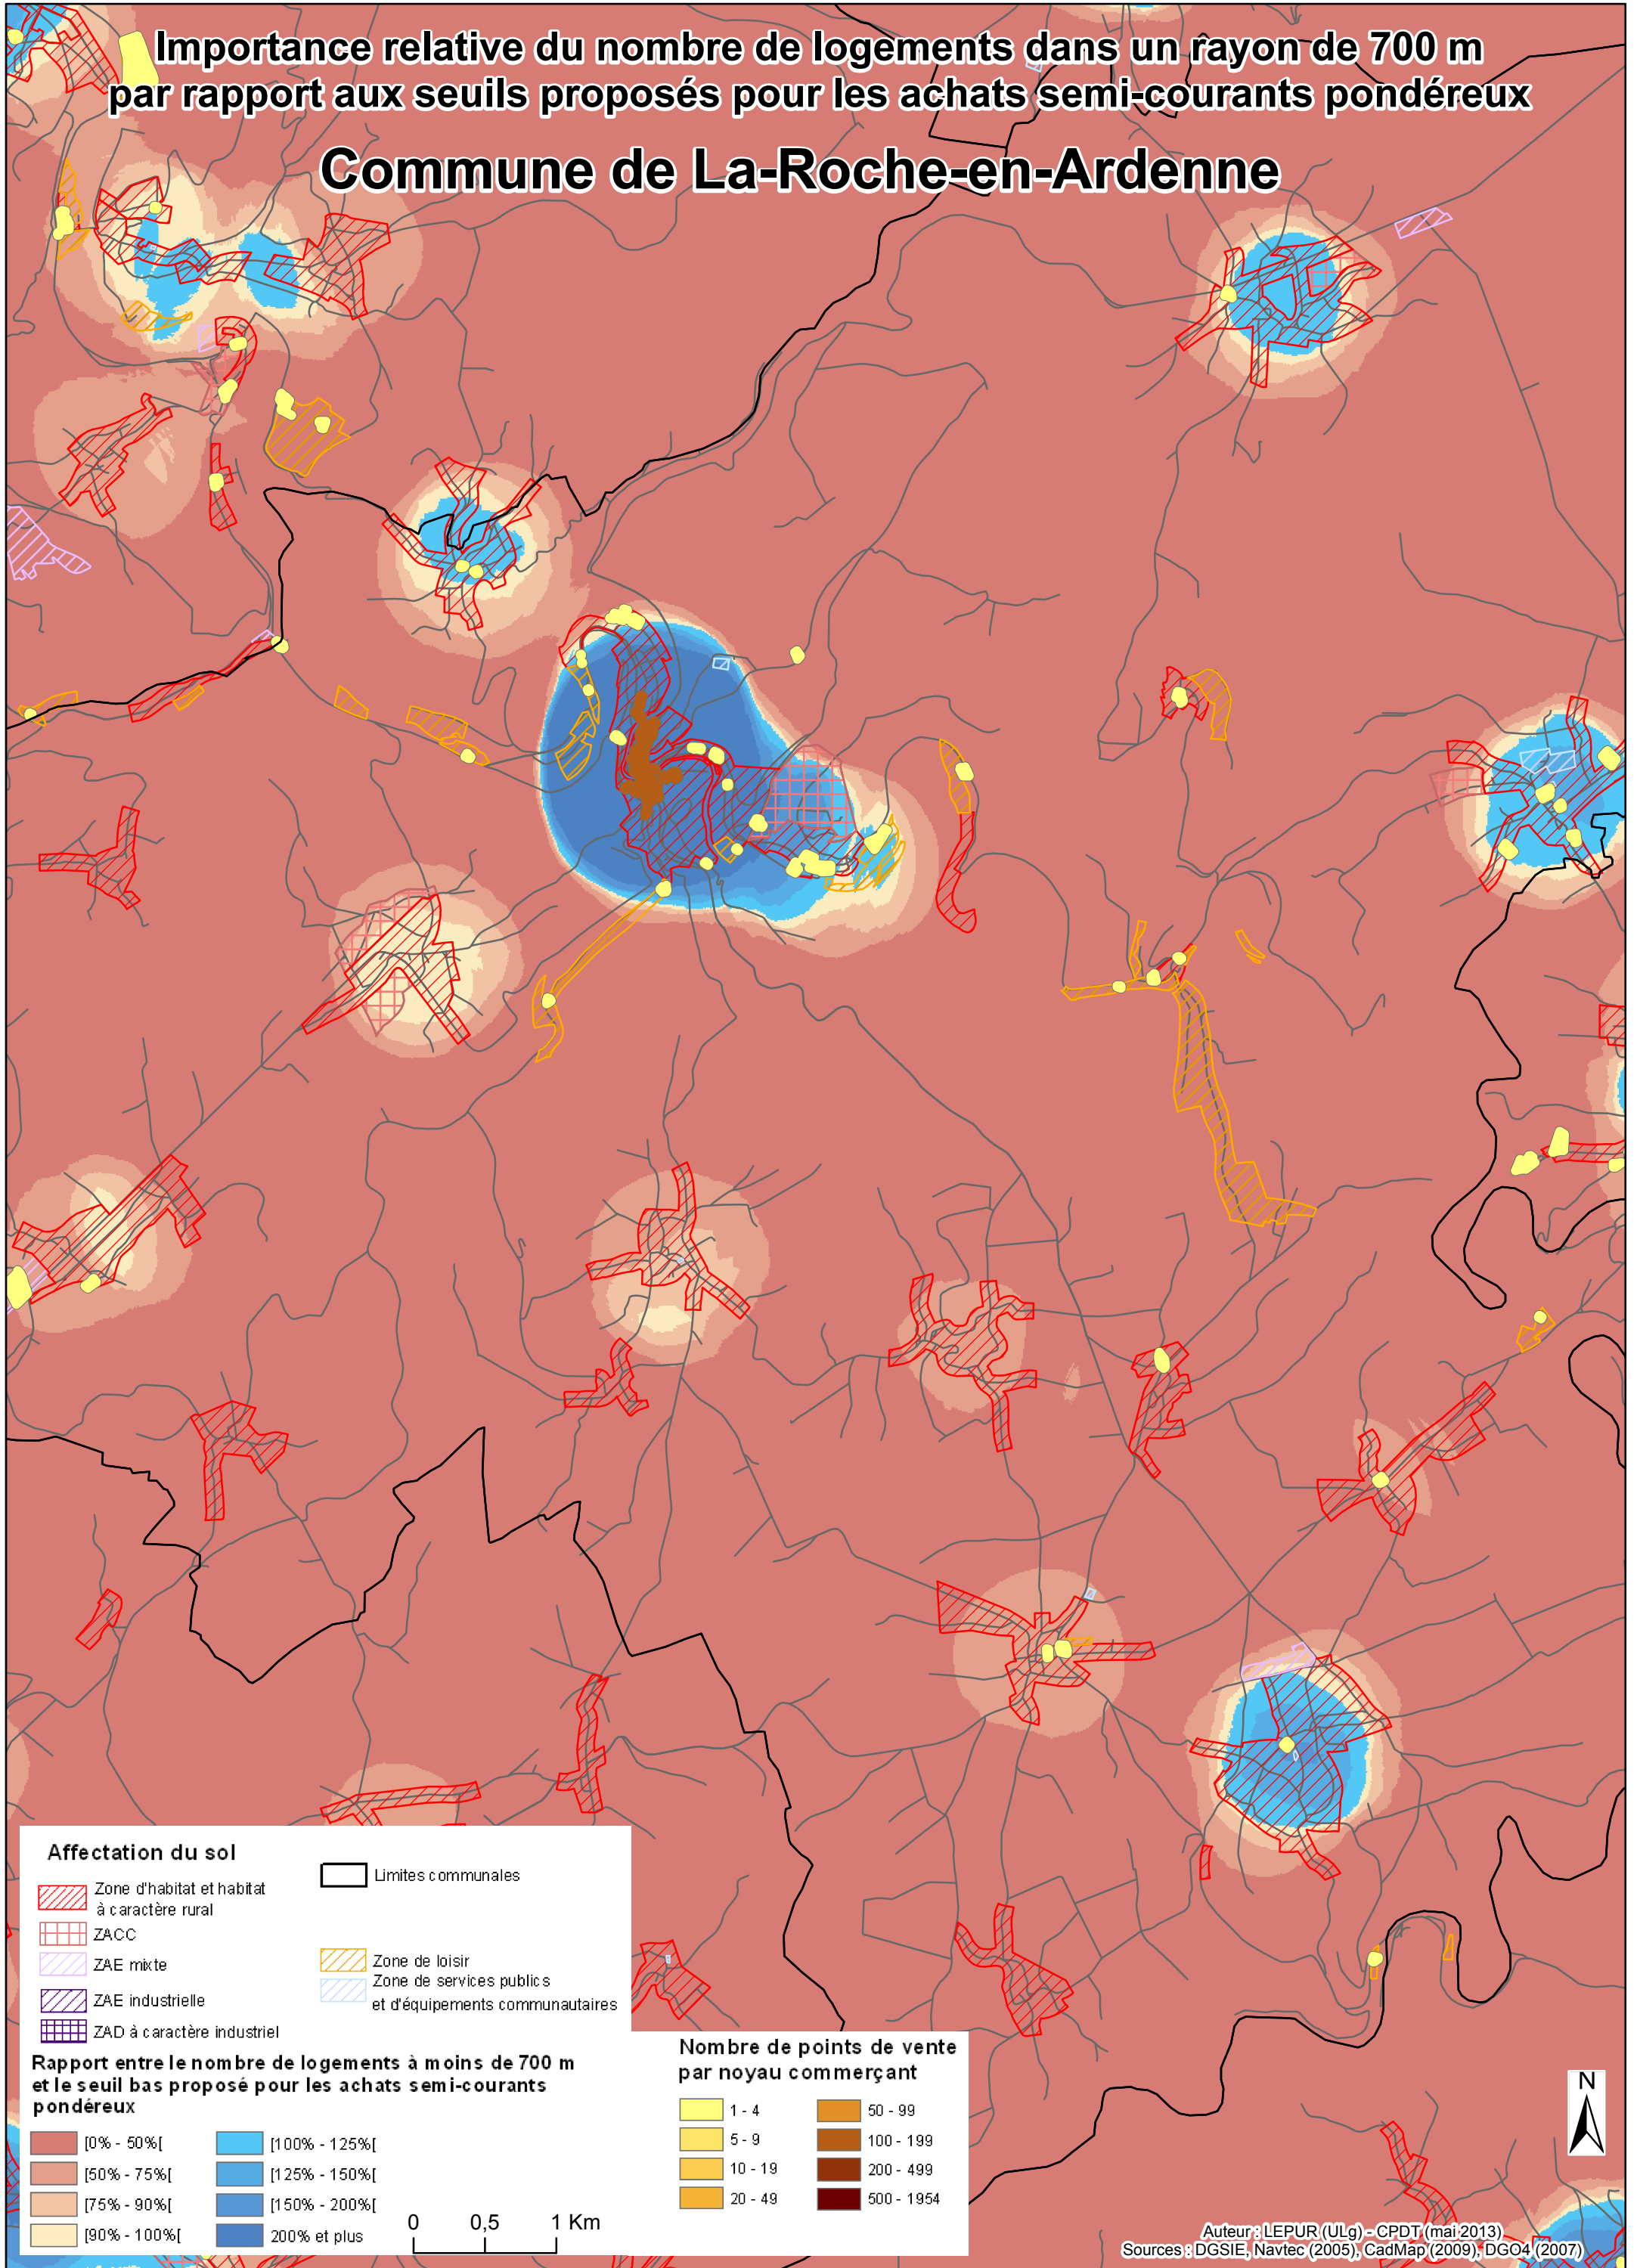 Importance relative du nombre de logements dans un rayon de 700 m
par rapport aux seuils proposés pour les achats semi-courants pondéreux
Commune de La-Roche-en-Ardenne
Affectation du sol
Zone d'habitat et habitat
à caractère rural
ZACC
ZAE mixte
ZAE industrielle
ZAD à caractère industriel
Limites communales
Zone de loisir
Zone de services publics
et d'équipements communautaires
Rapport entre le nombre de logements à moins de 700 m
et le seuil bas proposé pour les achats semi-courants
pondéreux
[0% - 50%[
[50% - 75%[
[75% - 90%[
[90% - 100%[
[100% - 125%[
[125% - 150%[
[150% - 200%[
200% et plus
0 0,5 1 Km
Nombre de points de vente
par noyau commerçant
1 - 4
5 - 9
10 - 19
20 - 49
50 - 99
100 - 199
200 - 499
500 - 1954
N
Auteur : LEPUR (ULg) - CPDT (mai 2013)
Sources : DGSIE, Navtec (2005), CadMap (2009), DGO4 (2007)